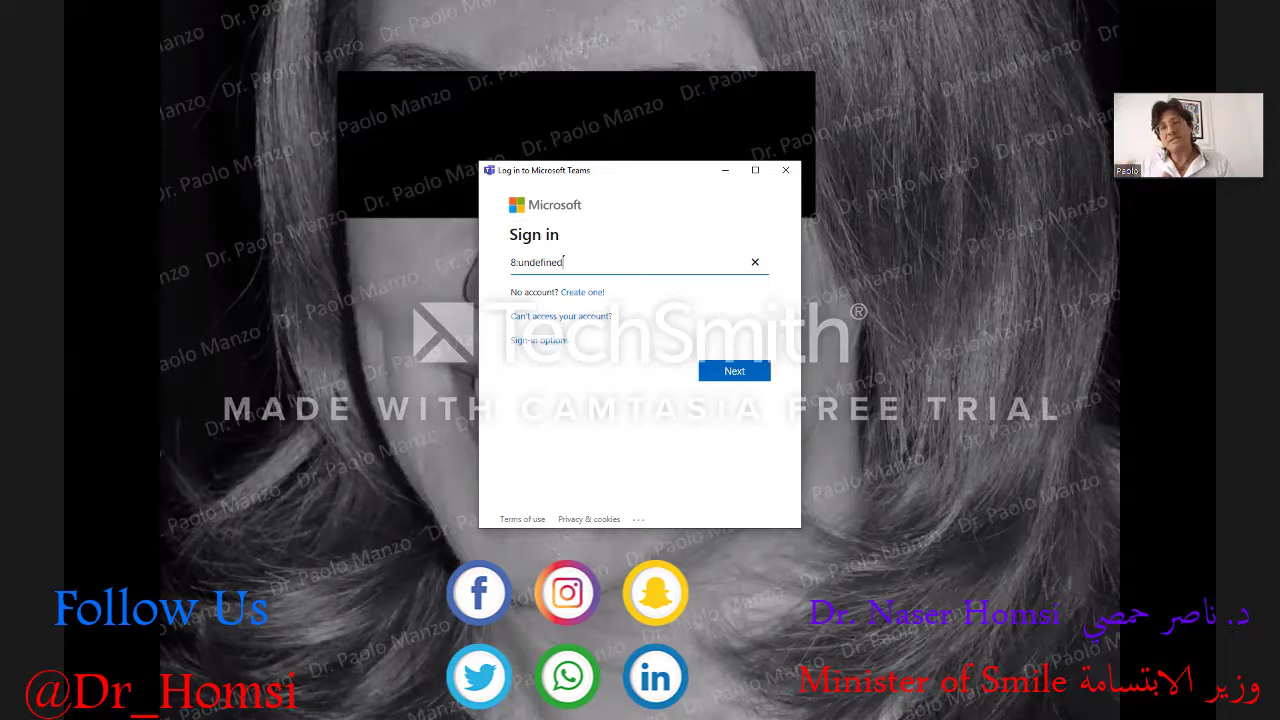 Dr. Paolo Manzo
Log in to Microsoft Teams
Microsoft
Sign in
8:undefined
No account? Create one!
Can't access your account?
Sign-in options
Next
Terms of use Privacy & cookies ...
TechSmith®
MADE WITH CAMTASIA FREE TRIAL
Paolo
Follow Us
@Dr_Homsi
Dr. Naser Homsi د. ناصر حمصي
Minister of Smile وزير الابتسامة